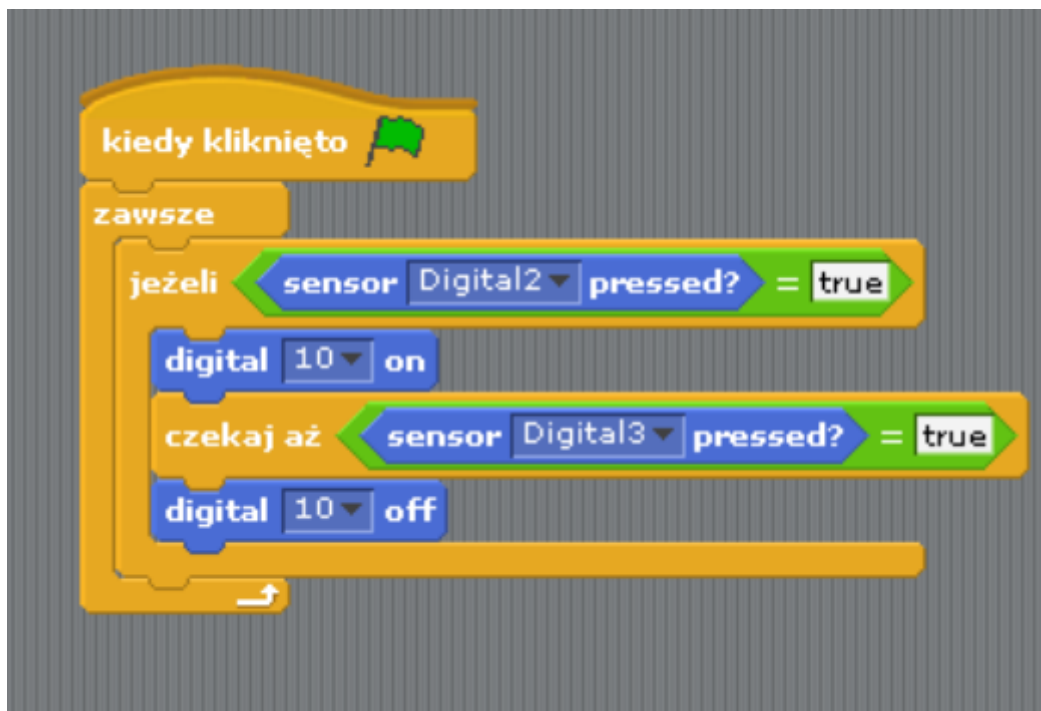 kiedy kliknięto
zawsze
jeżeli sensor Digital2 pressed? = true
digital 10 on
czekaj aż sensor Digital3 pressed? = true
digital 10 off